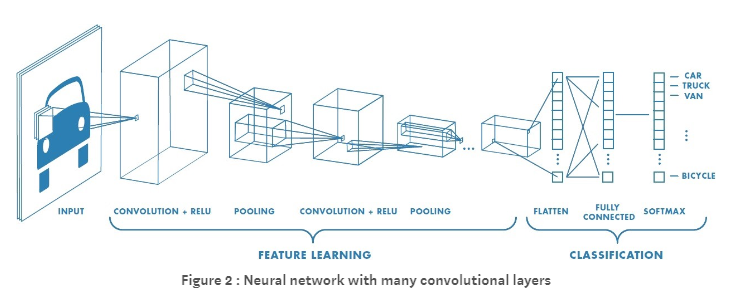 CAR
TRUCK
VAN
BICYCLE
INPUT
CONVOLUTION + RELU
POOLING
CONVOLUTION + RELU
POOLING
FLATTEN
FULLY
CONNECTED
SOFTMAX
FEATURE LEARNING
CLASSIFICATION
Figure 2 : Neural network with many convolutional layers